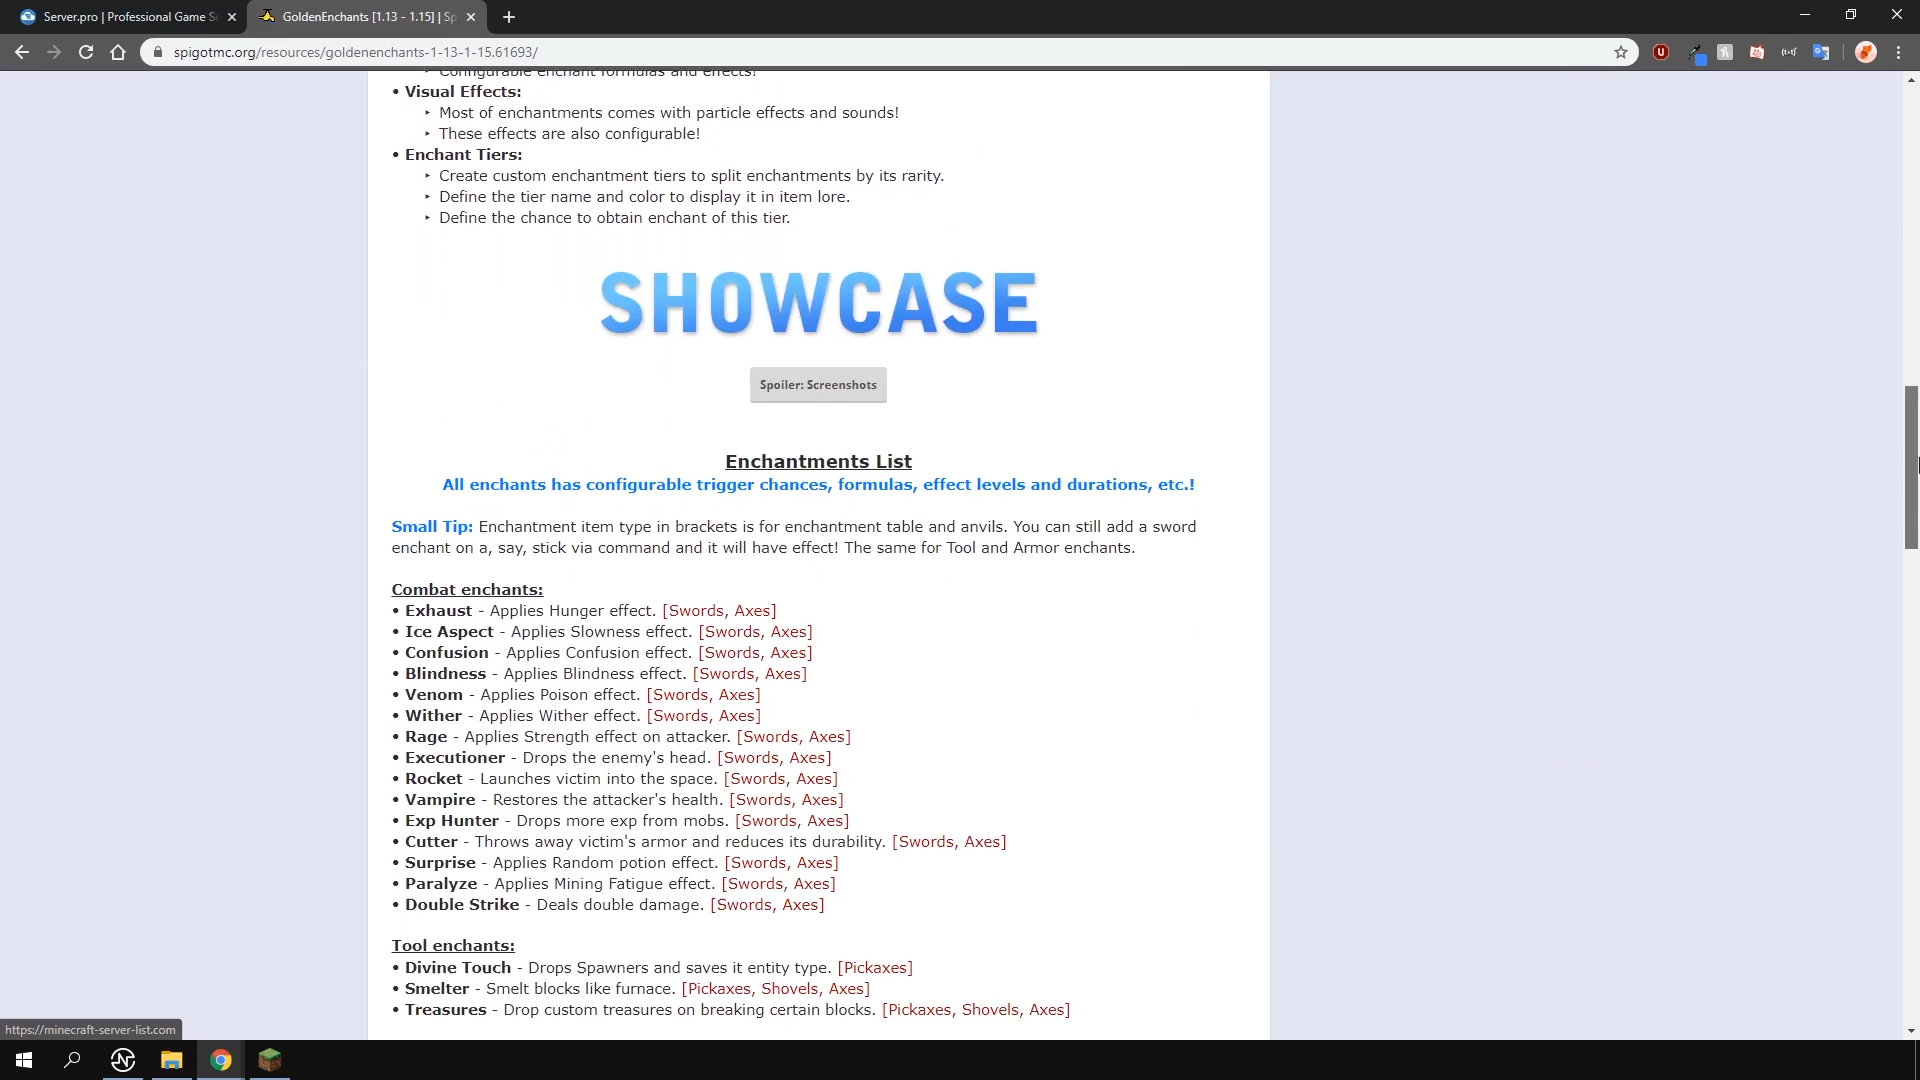 Server.pro | Professional Game Se
GoldenEnchants [1.13 - 1.15] | Sp
spigotmc.org/resources/goldenenchants-1-13-1-15.61693/
Configurable enchant formulas and effects!
• Visual Effects:
‣ Most of enchantments comes with particle effects and sounds!
‣ These effects are also configurable!
• Enchant Tiers:
‣ Create custom enchantment tiers to split enchantments by its rarity.
‣ Define the tier name and color to display it in item lore.
‣ Define the chance to obtain enchant of this tier.
SHOWCASE
Spoiler: Screenshots
Enchantments List
All enchants has configurable trigger chances, formulas, effect levels and durations, etc.!
Small Tip: Enchantment item type in brackets is for enchantment table and anvils. You can still add a sword
enchant on a, say, stick via command and it will have effect! The same for Tool and Armor enchants.
Combat enchants:
• Exhaust - Applies Hunger effect. [Swords, Axes]
• Ice Aspect - Applies Slowness effect. [Swords, Axes]
• Confusion - Applies Confusion effect. [Swords, Axes]
• Blindness - Applies Blindness effect. [Swords, Axes]
• Venom - Applies Poison effect. [Swords, Axes]
• Wither - Applies Wither effect. [Swords, Axes]
• Rage - Applies Strength effect on attacker. [Swords, Axes]
• Executioner - Drops the enemy's head. [Swords, Axes]
• Rocket - Launches victim into the space. [Swords, Axes]
• Vampire - Restores the attacker's health. [Swords, Axes]
• Exp Hunter - Drops more exp from mobs. [Swords, Axes]
• Cutter - Throws away victim's armor and reduces its durability. [Swords, Axes]
• Surprise - Applies Random potion effect. [Swords, Axes]
• Paralyze - Applies Mining Fatigue effect. [Swords, Axes]
• Double Strike - Deals double damage. [Swords, Axes]
Tool enchants:
• Divine Touch - Drops Spawners and saves it entity type. [Pickaxes]
• Smelter - Smelt blocks like furnace. [Pickaxes, Shovels, Axes]
• Treasures - Drop custom treasures on breaking certain blocks. [Pickaxes, Shovels, Axes]
https://minecraft-server-list.com